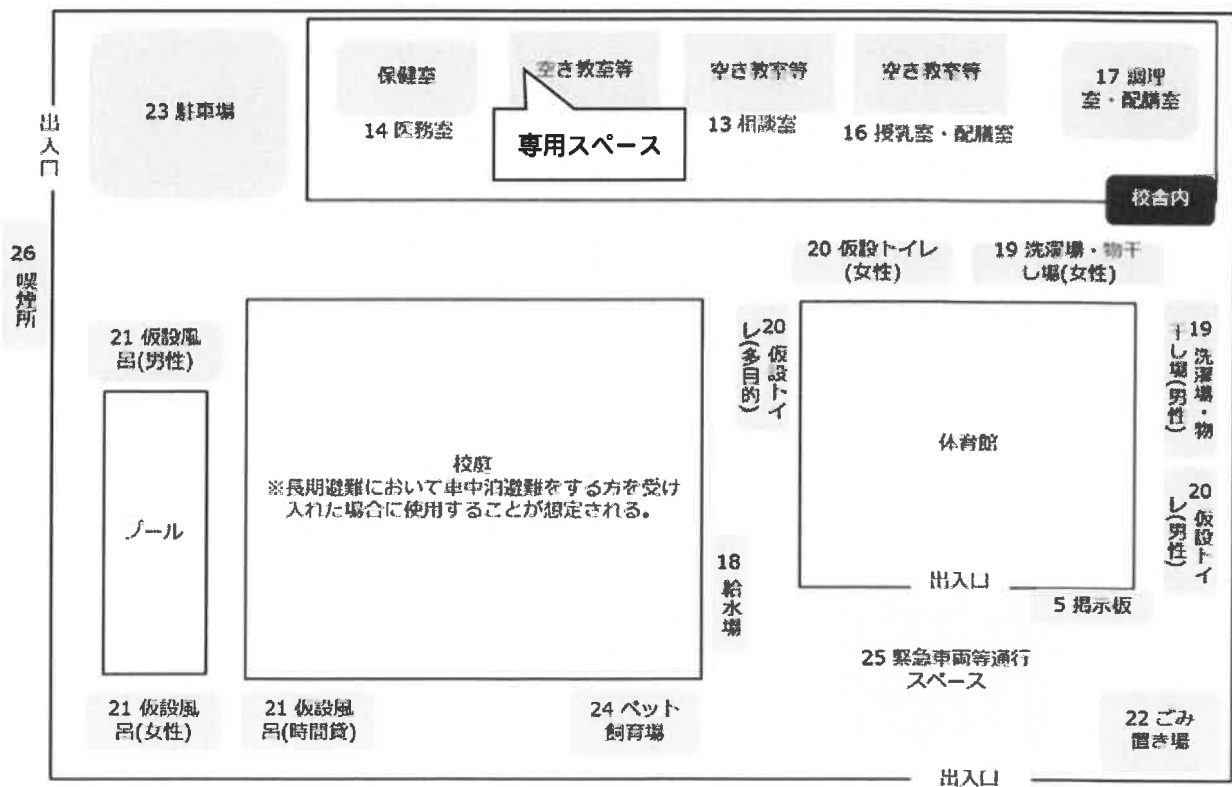 出入口
23 駐車場
保健室
14 医務室
空き教室等
専用スペース
空き教室等
13 相談室
空き教室等
16 授乳室・配膳室
17 調理
室・配膳室
校舎内
26
喫煙所
20 仮設トイレ
(女性)
19 洗濯場・物干
し場(女性)
21 仮設風
呂(男性)
プール
校庭
※長期避難において車中泊避難をする方を受け
入れた場合に使用することが想定される。
20 仮設トイ
レ(多目的)
体育館
19 洗濯場・物
干し場(男性)
20 仮設トイ
レ(男性)
18
給水場
出入口
5 掲示板
25 緊急車両等通行
スペース
21 仮設風
呂(女性)
21 仮設風
呂(時間貸)
24 ペット
飼育場
22 ごみ
置き場
出入口